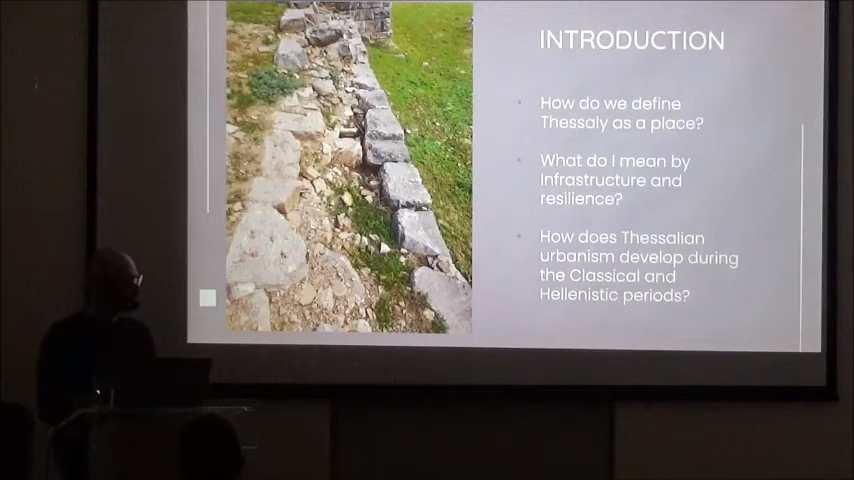 INTRODUCTION
How do we define
Thessaly as a place?
What do I mean by
Infrastructure and
resilience?
How does Thessalian
urbanism develop during
the Classical and
Hellenistic periods?